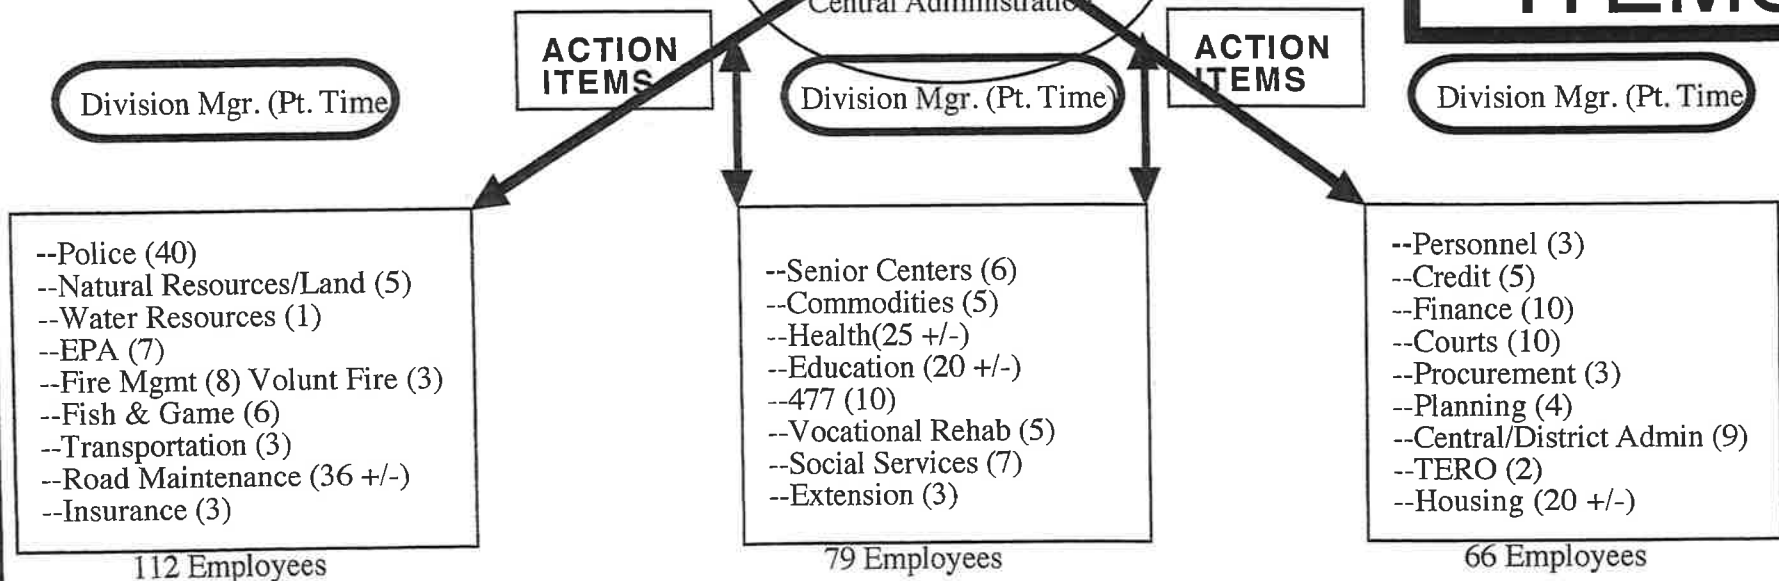 Central Administratio
ITEMS
ACTION
ITEMS
ACTION
ITEMS
Division Mgr. (Pt. Time)
Division Mgr. (Pt. Time)
Division Mgr. (Pt. Time)
--Police (40)
--Natural Resources/Land (5)
--Water Resources (1)
--EPA (7)
--Fire Mgmt (8) Volunt Fire (3)
--Fish & Game (6)
--Transportation (3)
--Road Maintenance (36 +/-)
--Insurance (3)
112 Employees
--Senior Centers (6)
--Commodities (5)
--Health(25 +/-)
--Education (20 +/-)
--477 (10)
--Vocational Rehab (5)
--Social Services (7)
--Extension (3)
79 Employees
--Personnel (3)
--Credit (5)
--Finance (10)
--Courts (10)
--Procurement (3)
--Planning (4)
--Central/District Admin (9)
--TERO (2)
--Housing (20 +/-)
66 Employees